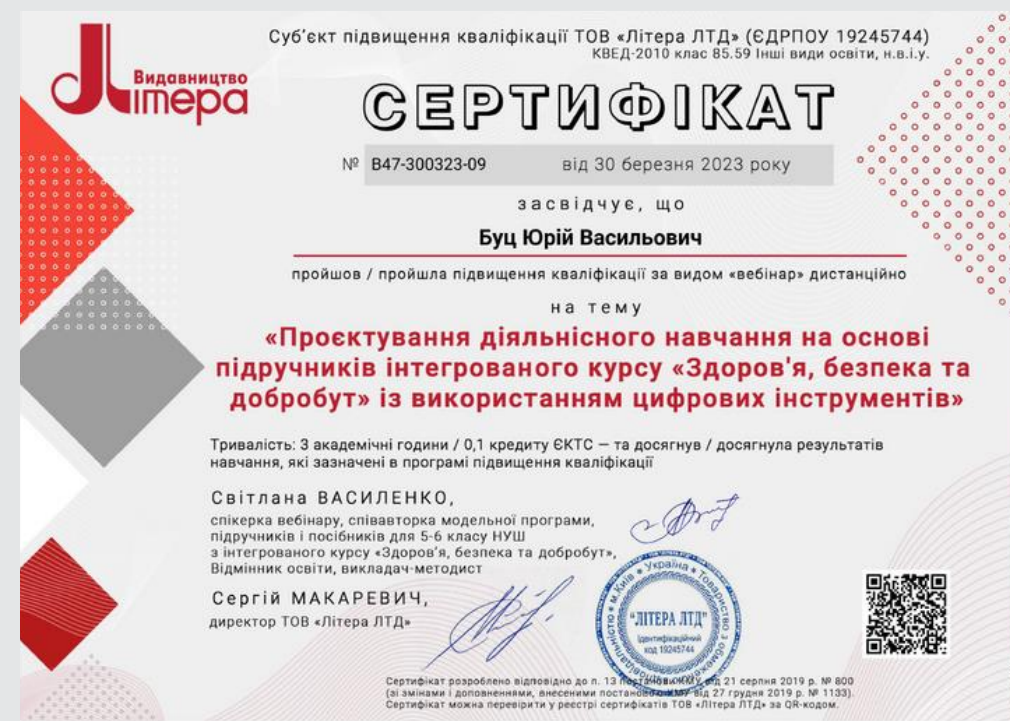 Видавництво
Літера
Суб'єкт підвищення кваліфікації ТОВ «Літера ЛТД» (ЄДРПОУ 19245744)
КВЕД-2010 клас 85.59 Інші види освіти, н.в.і.у.
СЕРТИФІКАТ
№ В47-300323-09 від 30 березня 2023 року
засвідчує, що
Буц Юрій Васильович
пройшов / пройшла підвищення кваліфікації за видом «вебінар» дистанційно
на тему
«Проєктування діяльнісного навчання на основі
підручників інтегрованого курсу «Здоров'я, безпека та
добробут» із використанням цифрових інструментів»
Тривалість: 3 академічні години / 0,1 кредиту ЄКТС — та досягнув / досягнула результатів
навчання, які зазначені в програмі підвищення кваліфікації
Світлана ВАСИЛЕНКО,
спікерка вебінару, співавторка модельної програми,
підручників і посібників для 5-6 класу НУШ
з інтегрованого курсу «Здоров'я, безпека та добробут»,
Відмінник освіти, викладач-методист
Сергій МАКАРЕВИЧ,
директор ТОВ «Літера ЛТД»
Україна * Товариство з обмеженою відповідальністю * м.Київ *
"ЛІТЕРА ЛТД"
Ідентифікаційний
код 19245744
Сертифікат розроблено відповідно до п. 13 постанови КМУ від 21 серпня 2019 р. № 800
(зі змінами і доповненнями, внесеними постановою КМУ від 27 грудня 2019 р. № 1133).
Сертифікат можна перевірити у реєстрі сертифікатів ТОВ «Літера ЛТД» за QR-кодом.